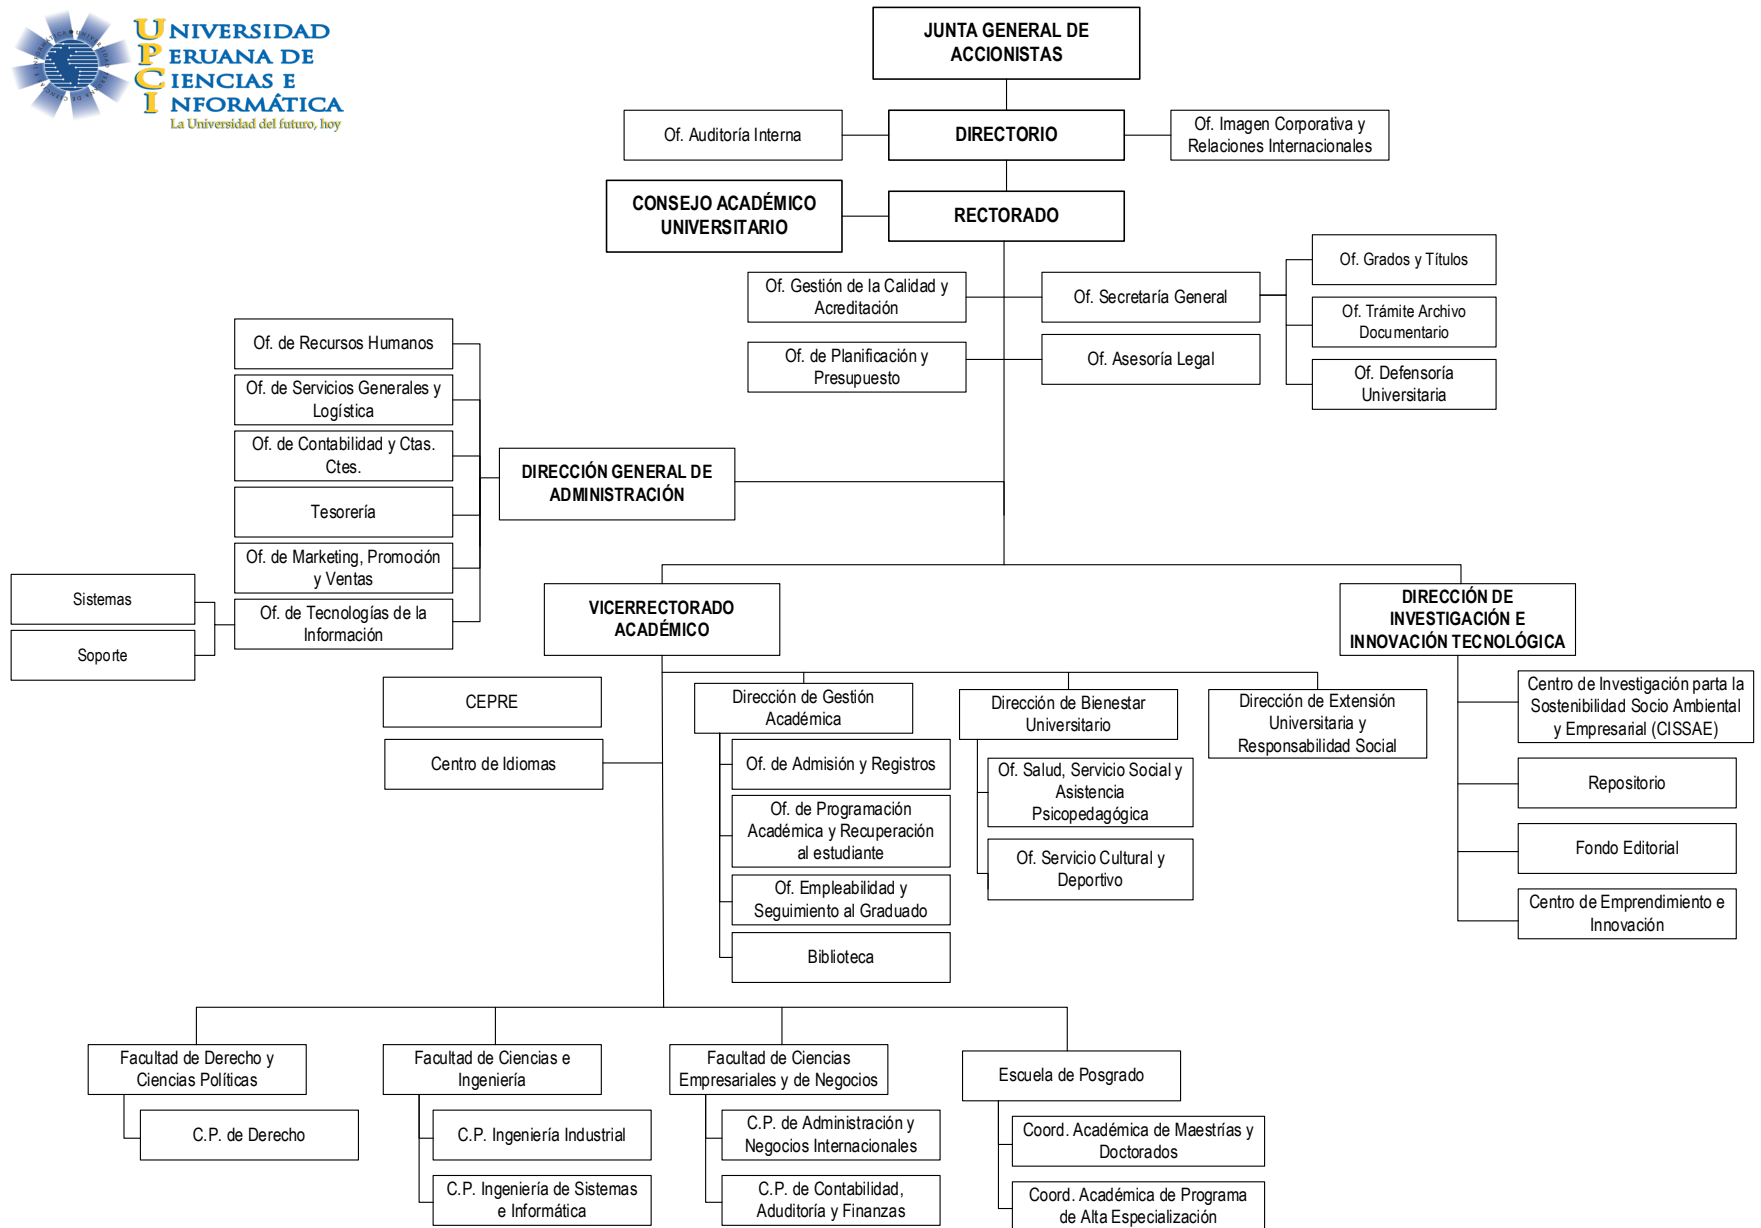 UNIVERSIDAD
PERUANA DE
CIENCIAS E
INFORMÁTICA
La Universidad del futuro, hoy
JUNTA GENERAL DE
ACCIONISTAS
Of. Auditoría Interna
DIRECTORIO
Of. Imagen Corporativa y
Relaciones Internacionales
CONSEJO ACADÉMICO
UNIVERSITARIO
RECTORADO
Of. Gestión de la Calidad y
Acreditación
Of. Secretaría General
Of. Grados y Títulos
Of. Trámite Archivo
Documentario
Of. Defensoría
Universitaria
Of. de Planificación y
Presupuesto
Of. Asesoría Legal
Of. de Recursos Humanos
Of. de Servicios Generales y
Logística
Of. de Contabilidad y Ctas.
Ctes.
Tesorería
Of. de Marketing, Promoción
y Ventas
Of. de Tecnologías de la
Información
Sistemas
Soporte
DIRECCIÓN GENERAL DE
ADMINISTRACIÓN
VICERRECTORADO
ACADÉMICO
DIRECCIÓN DE
INVESTIGACIÓN E
INNOVACIÓN TECNOLÓGICA
CEPRE
Centro de Idiomas
Dirección de Gestión
Académica
Of. de Admisión y Registros
Of. de Programación
Académica y Recuperación
al estudiante
Of. Empleabilidad y
Seguimiento al Graduado
Biblioteca
Dirección de Bienestar
Universitario
Of. Salud, Servicio Social y
Asistencia
Psicopedagógica
Of. Servicio Cultural y
Deportivo
Dirección de Extensión
Universitaria y
Responsabilidad Social
Centro de Investigación parta la
Sostenibilidad Socio Ambiental
y Empresarial (CISSAE)
Repositorio
Fondo Editorial
Centro de Emprendimiento e
Innovación
Facultad de Derecho y
Ciencias Políticas
C.P. de Derecho
Facultad de Ciencias e
Ingeniería
C.P. Ingeniería Industrial
C.P. Ingeniería de Sistemas
e Informática
Facultad de Ciencias
Empresariales y de Negocios
C.P. de Administración y
Negocios Internacionales
C.P. de Contabilidad,
Aduditoría y Finanzas
Escuela de Posgrado
Coord. Académica de Maestrías y
Doctorados
Coord. Académica de Programa
de Alta Especialización